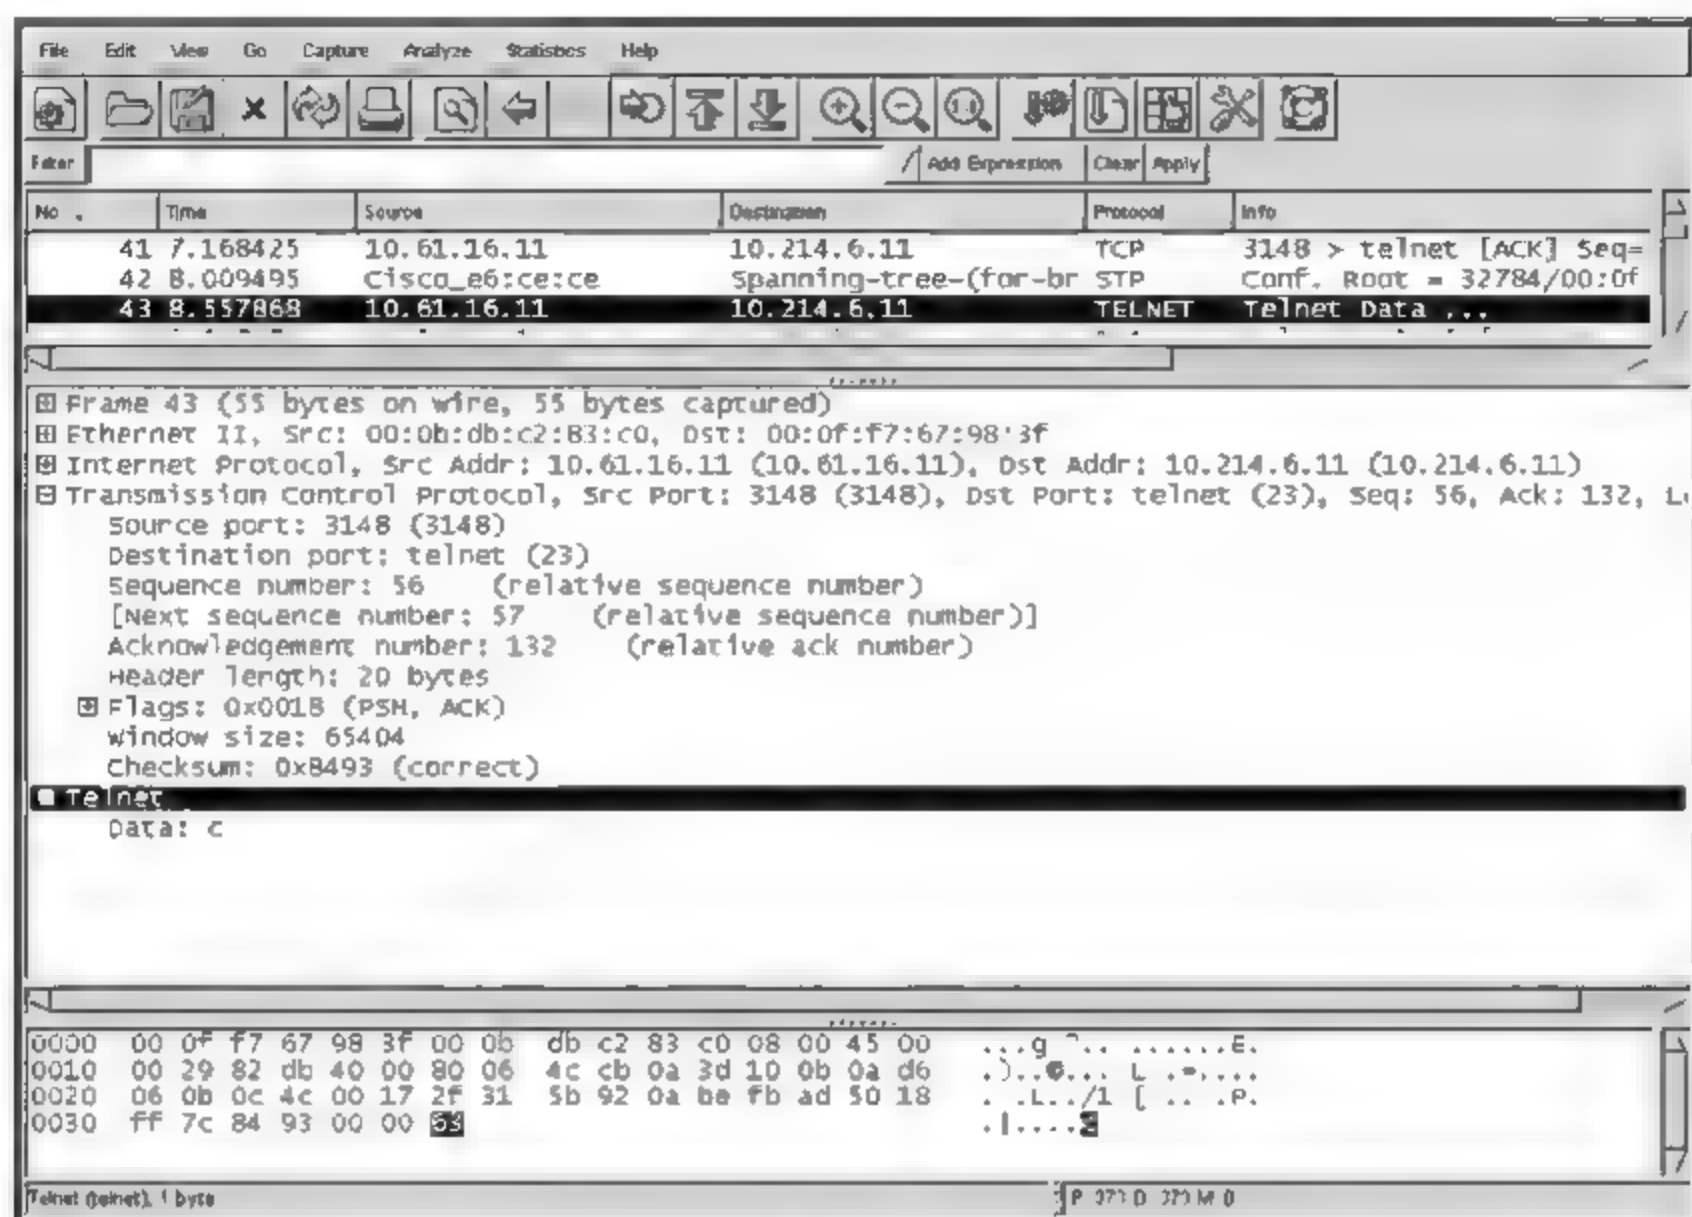 File Edit View Go Capture Analyze Statistics Help
Filter Add Expression Clear Apply
No . Time Source Destination Protocol Info
41 7.168425 10.61.16.11 10.214.6.11 TCP 3148 > telnet [ACK] Seq=
42 8.009495 Cisco_e6:ce:ce Spanning-tree-(for-br STP Conf. Root = 32784/00:0f
43 8.557868 10.61.16.11 10.214.6.11 TELNET Telnet Data ...
Frame 43 (55 bytes on wire, 55 bytes captured)
Ethernet II, Src: 00:0b:db:c2:83:c0, Dst: 00:0f:f7:67:98:3f
Internet Protocol, Src Addr: 10.61.16.11 (10.61.16.11), Dst Addr: 10.214.6.11 (10.214.6.11)
Transmission Control Protocol, Src Port: 3148 (3148), Dst Port: telnet (23), Seq: 56, Ack: 132,
Source port: 3148 (3148)
Destination port: telnet (23)
Sequence number: 56 (relative sequence number)
[Next sequence number: 57 (relative sequence number)]
Acknowledgement number: 132 (relative ack number)
Header length: 20 bytes
Flags: 0x0018 (PSH, ACK)
Window size: 65404
Checksum: 0x8493 (correct)
Telnet
Data: c
0000 00 0f f7 67 98 3f 00 0b db c2 83 c0 08 00 45 00 ...g ...... ......E.
0010 00 29 82 db 40 00 80 06 4c cb 0a 3d 10 0b 0a d6 .)..@... L..=....
0020 06 0b 0c 4c 00 17 2f 31 5b 92 0a be fb ad 50 18 ...L../1 [.....P.
0030 ff 7c 84 93 00 00 63 .|....
Telnet (telnet), 1 byte